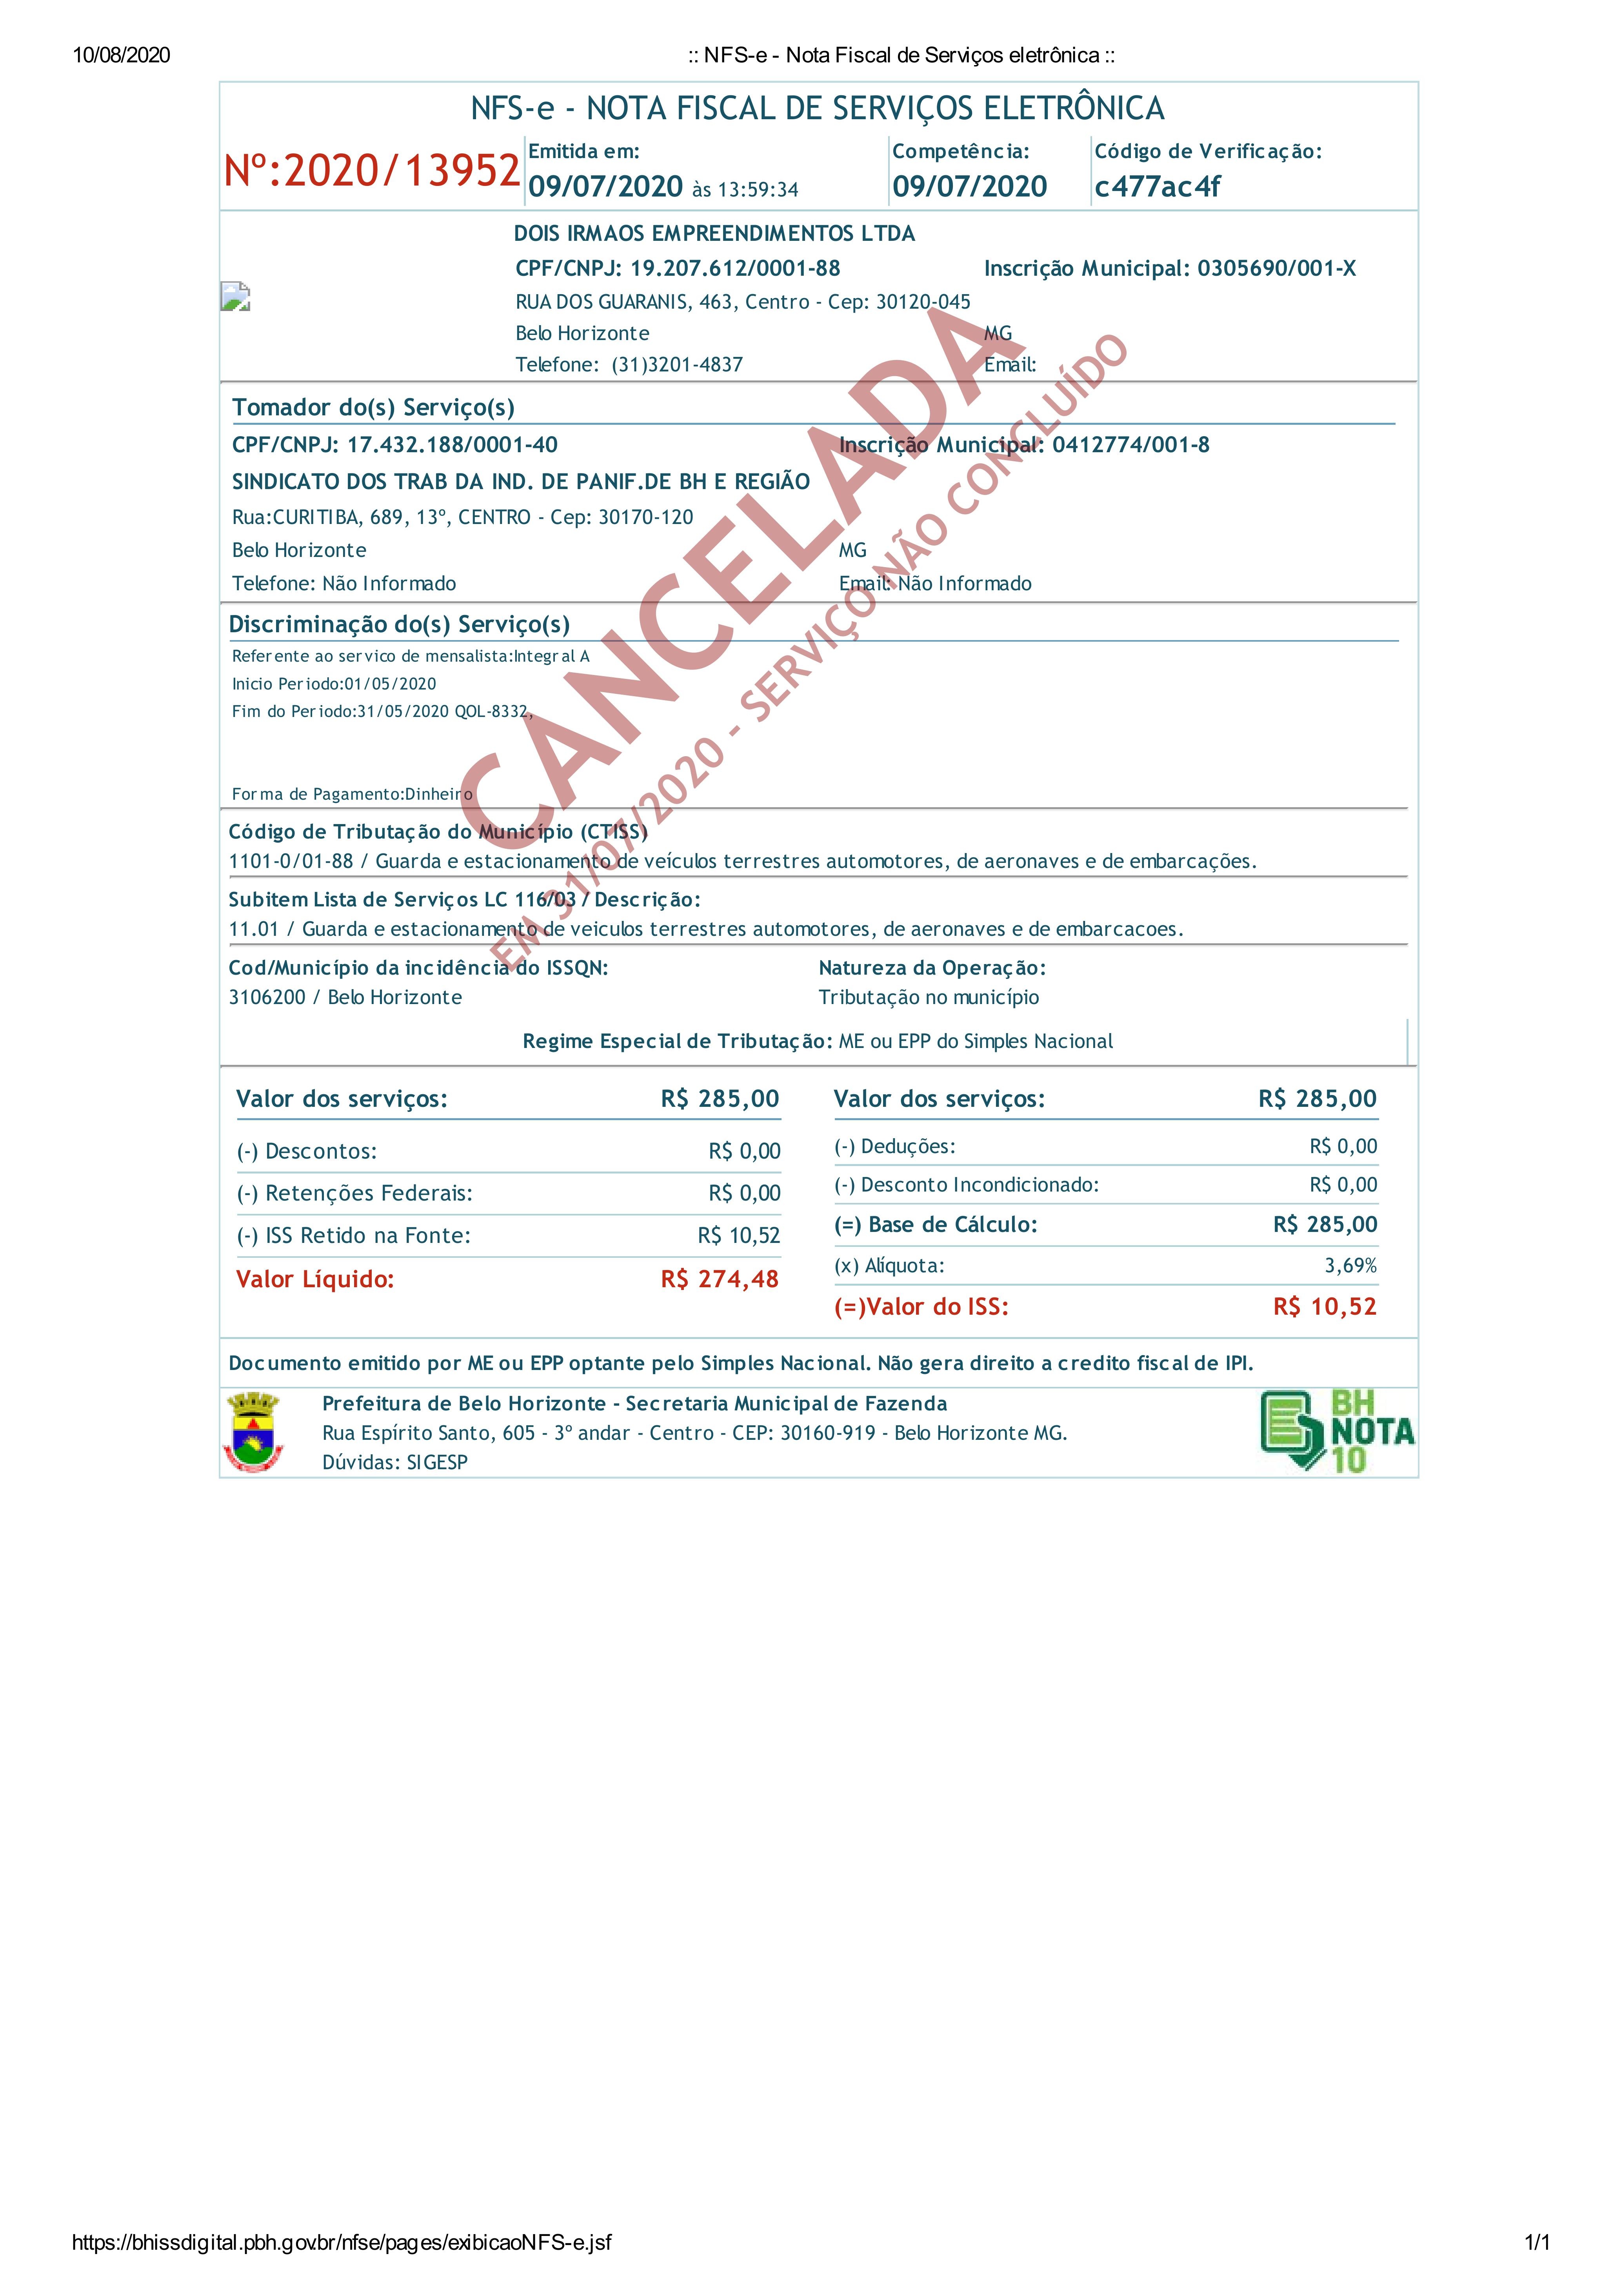 10/08/2020
:: NFS-e - Nota Fiscal de Serviços eletrônica ::
NFS-e - NOTA FISCAL DE SERVIÇOS ELETRÔNICA
Nº:2020/13952
Emitida em:
09/07/2020 às 13:59:34
Competência:
09/07/2020
Código de Verificação:
c477ac4f
DOIS IRMAOS EMPREENDIMENTOS LTDA
CPF/CNPJ: 19.207.612/0001-88 Inscrição Municipal: 0305690/001-X
RUA DOS GUARANIS, 463, Centro - Cep: 30120-045
Belo Horizonte MG
Telefone: (31)3201-4837 Email:
Tomador do(s) Serviço(s)
CPF/CNPJ: 17.432.188/0001-40 Inscrição Municipal: 0412774/001-8
SINDICATO DOS TRAB DA IND. DE PANIF.DE BH E REGIÃO
Rua:CURITIBA, 689, 13º, CENTRO - Cep: 30170-120
Belo Horizonte MG
Telefone: Não Informado Email: Não Informado
CANCELADA
EM 31/07/2020 - SERVIÇO NÃO CONCLUÍDO
Discriminação do(s) Serviço(s)
Referente ao servico de mensalista:Integral A
Inicio Periodo:01/05/2020
Fim do Periodo:31/05/2020 QOL-8332,
Forma de Pagamento:Dinheiro
Código de Tributação do Município (CTISS)
1101-0/01-88 / Guarda e estacionamento de veículos terrestres automotores, de aeronaves e de embarcações.
Subitem Lista de Serviços LC 116/03 / Descrição:
11.01 / Guarda e estacionamento de veiculos terrestres automotores, de aeronaves e de embarcacoes.
Cod/Município da incidência do ISSQN: Natureza da Operação:
3106200 / Belo Horizonte Tributação no município
Regime Especial de Tributação: ME ou EPP do Simples Nacional
Valor dos serviços: R$ 285,00
(-) Descontos: R$ 0,00
(-) Retenções Federais: R$ 0,00
(-) ISS Retido na Fonte: R$ 10,52
Valor Líquido: R$ 274,48
Valor dos serviços: R$ 285,00
(-) Deduções: R$ 0,00
(-) Desconto Incondicionado: R$ 0,00
(=) Base de Cálculo: R$ 285,00
(x) Alíquota: 3,69%
(=)Valor do ISS: R$ 10,52
Documento emitido por ME ou EPP optante pelo Simples Nacional. Não gera direito a credito fiscal de IPI.
Prefeitura de Belo Horizonte - Secretaria Municipal de Fazenda
Rua Espírito Santo, 605 - 3º andar - Centro - CEP: 30160-919 - Belo Horizonte MG.
Dúvidas: SIGESP
BH
NOTA
10
https://bhissdigital.pbh.gov.br/nfse/pages/exibicaoNFS-e.jsf
1/1